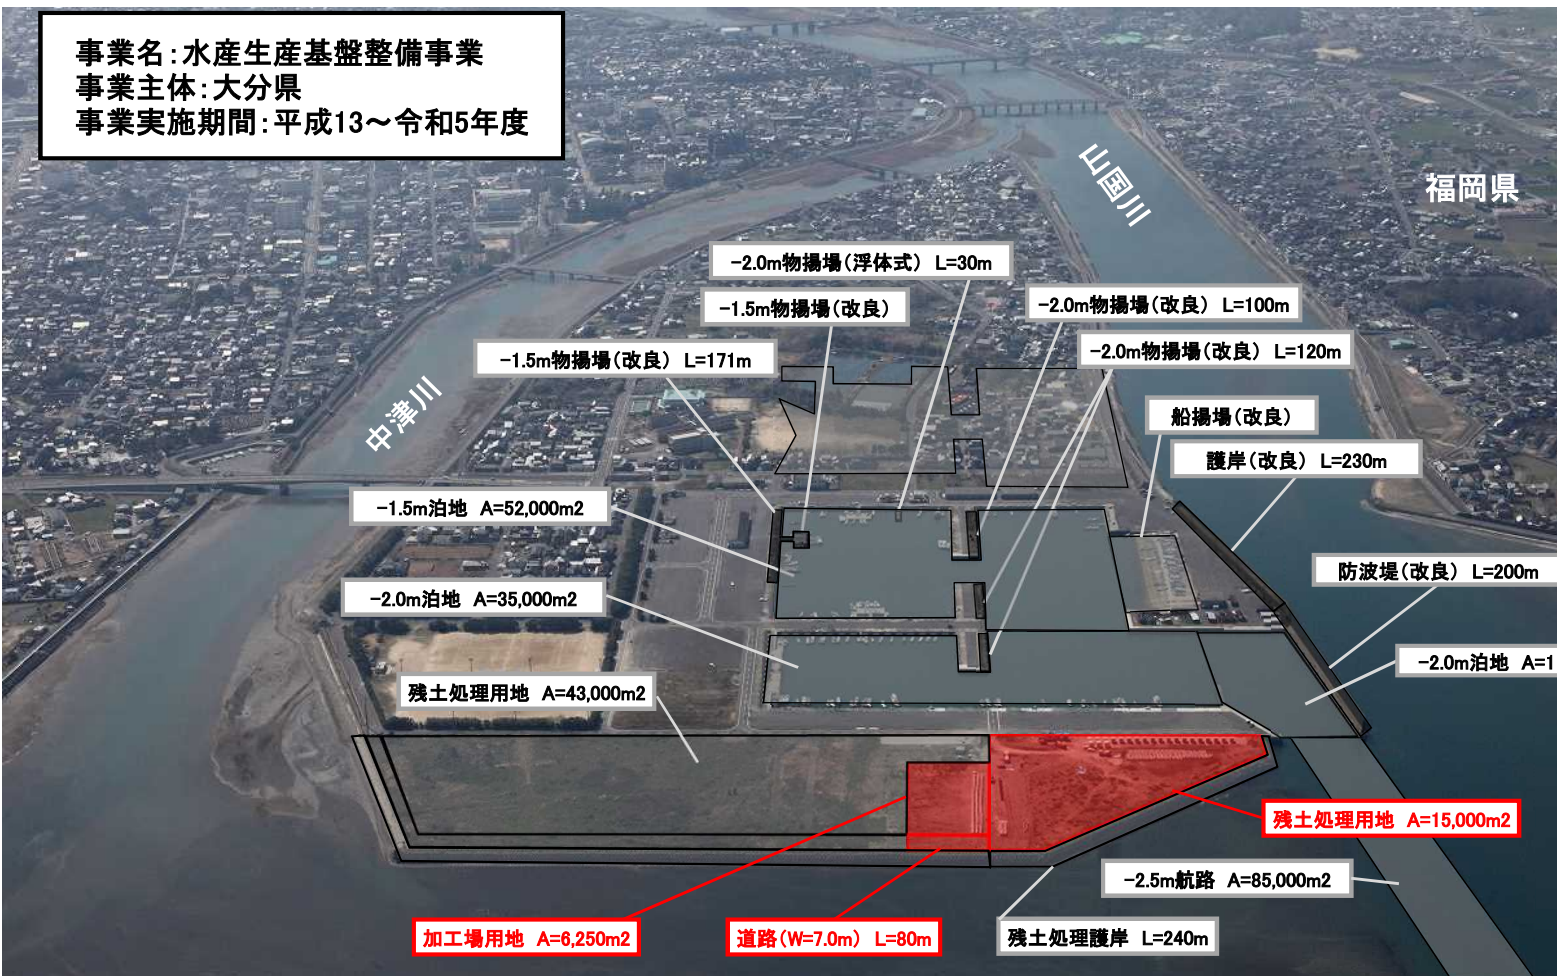 事業名：水産生産基盤整備事業
事業主体：大分県
事業実施期間：平成13～令和5年度
山国川
福岡県
中津川
-2.0m物揚場（浮体式） L=30m
-1.5m物揚場（改良）
-2.0m物揚場（改良） L=100m
-1.5m物揚場（改良） L=171m
-2.0m物揚場（改良） L=120m
船揚場（改良）
護岸（改良） L=230m
-1.5m泊地 A=52,000m2
防波堤（改良） L=200m
-2.0m泊地 A=35,000m2
-2.0m泊地 A=1
残土処理用地 A=43,000m2
残土処理用地 A=15,000m2
-2.5m航路 A=85,000m2
加工場用地 A=6,250m2
道路（W=7.0m） L=80m
残土処理護岸 L=240m